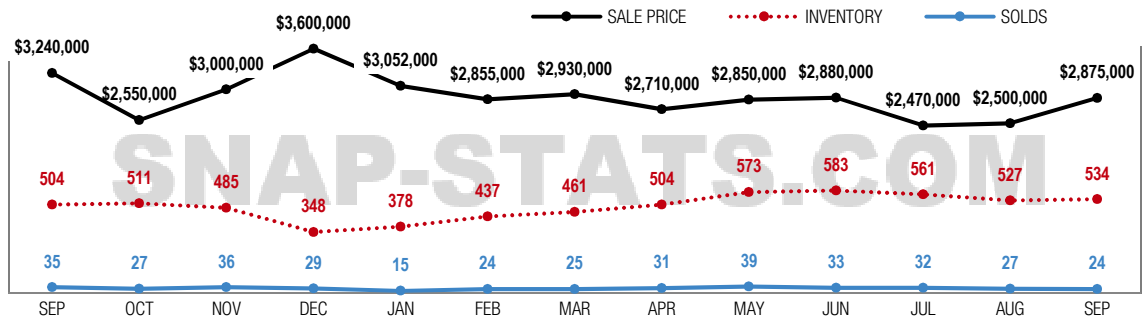 SALE PRICE INVENTORY SOLDS
$3,240,000 $2,550,000 $3,000,000 $3,600,000 $3,052,000 $2,855,000 $2,930,000 $2,710,000 $2,850,000 $2,880,000 $2,470,000 $2,500,000 $2,875,000
SNAP-STATS.COM
504 511 485 348 378 437 461 504 573 583 561 527 534
35 27 36 29 15 24 25 31 39 33 32 27 24
SEP OCT NOV DEC JAN FEB MAR APR MAY JUN JUL AUG SEP